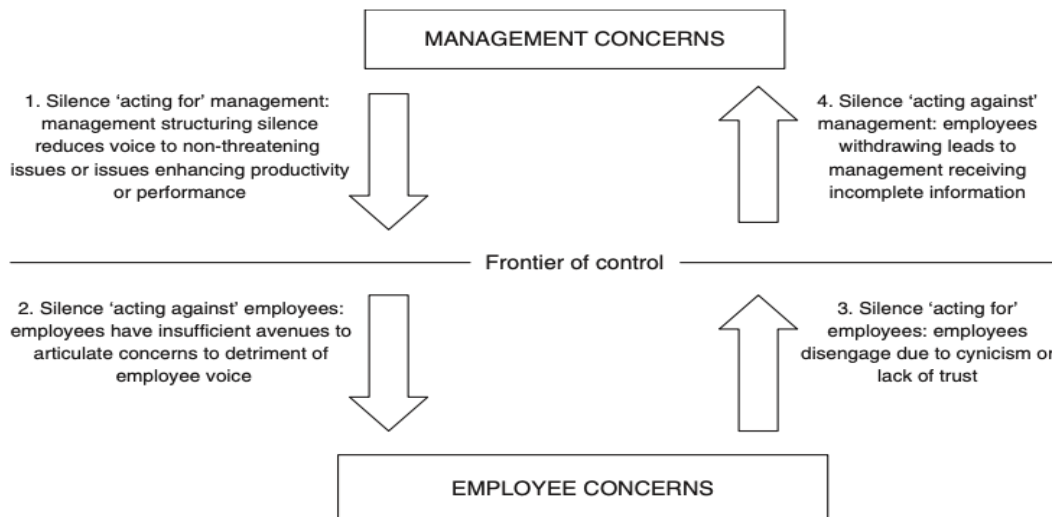 MANAGEMENT CONCERNS
1. Silence ‘acting for’ management:
management structuring silence
reduces voice to non-threatening
issues or issues enhancing productivity
or performance
4. Silence ‘acting against’
management: employees
withdrawing leads to
management receiving
incomplete information
Frontier of control
2. Silence ‘acting against’ employees:
employees have insufficient avenues to
articulate concerns to detriment of
employee voice
3. Silence ‘acting for’
employees: employees
disengage due to cynicism or
lack of trust
EMPLOYEE CONCERNS